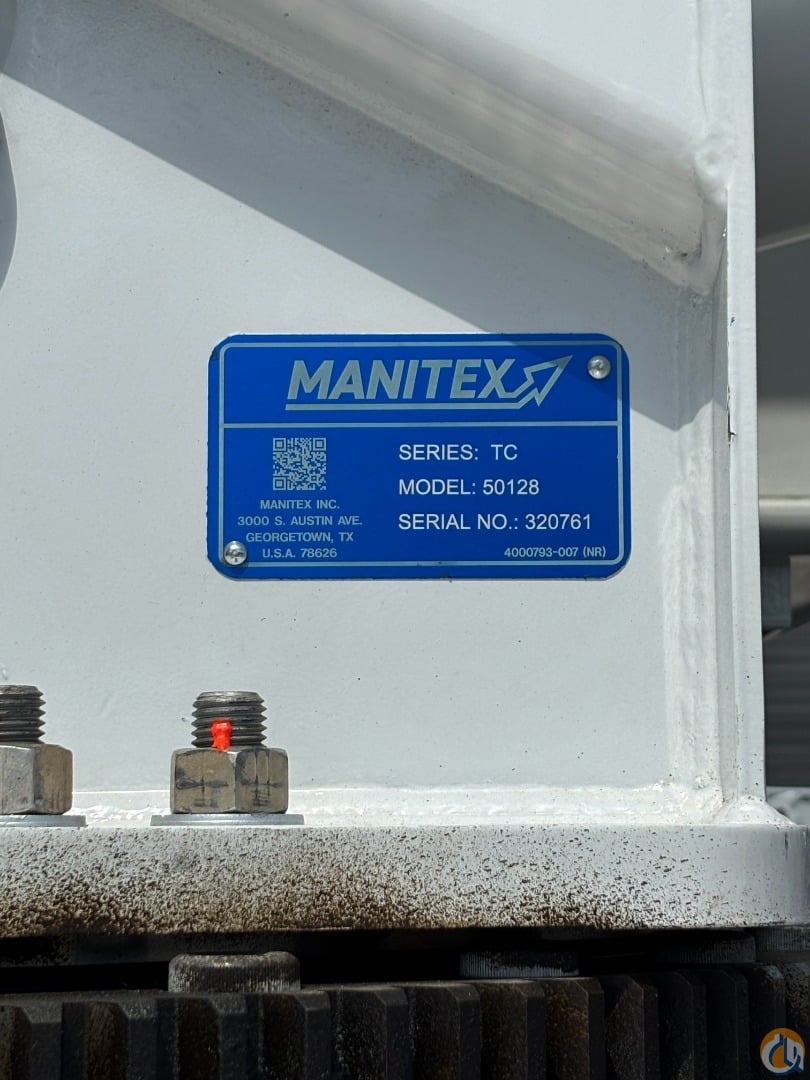 MANITEX
SERIES: TC
MODEL: 50128
SERIAL NO.: 320761
MANITEX INC.
3000 S. AUSTIN AVE.
GEORGETOWN, TX
U.S.A. 78626
4000793-007 (NR)